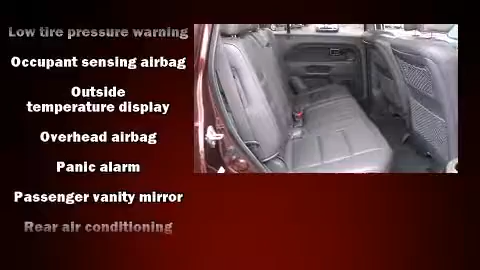 Low tire pressure warning
Occupant sensing airbag
Outside
temperature display
Overhead airbag
Panic alarm
Passenger vanity mirror
Rear air conditioning